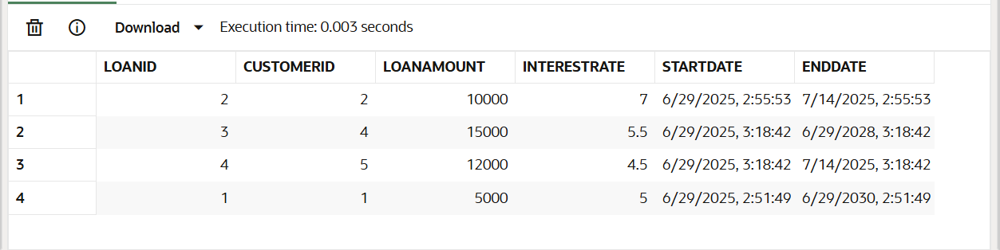 Download Execution time: 0.003 seconds
LOANID CUSTOMERID LOANAMOUNT INTERESTRATE STARTDATE ENDDATE
1 2 2 10000 7 6/29/2025, 2:55:53 7/14/2025, 2:55:53
2 3 4 15000 5.5 6/29/2025, 3:18:42 6/29/2028, 3:18:42
3 4 5 12000 4.5 6/29/2025, 3:18:42 7/14/2025, 3:18:42
4 1 1 5000 5 6/29/2025, 2:51:49 6/29/2030, 2:51:49